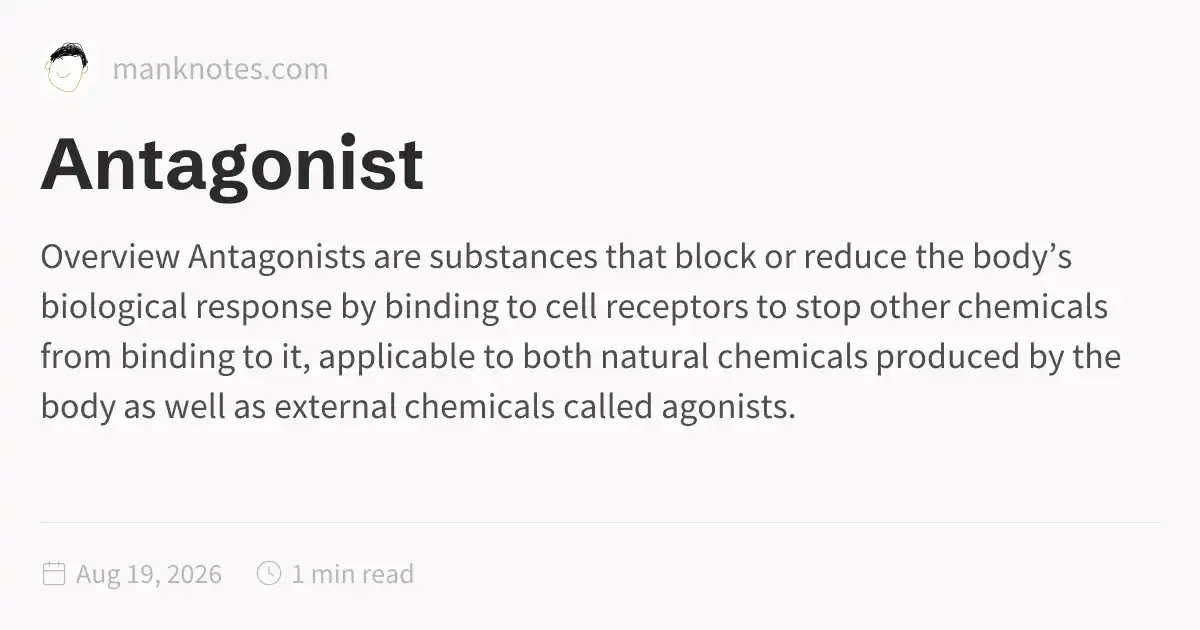 manknotes.com
Antagonist
Overview Antagonists are substances that block or reduce the body’s
biological response by binding to cell receptors to stop other chemicals
from binding to it, applicable to both natural chemicals produced by the
body as well as external chemicals called agonists.
Aug 19, 2026 1 min read